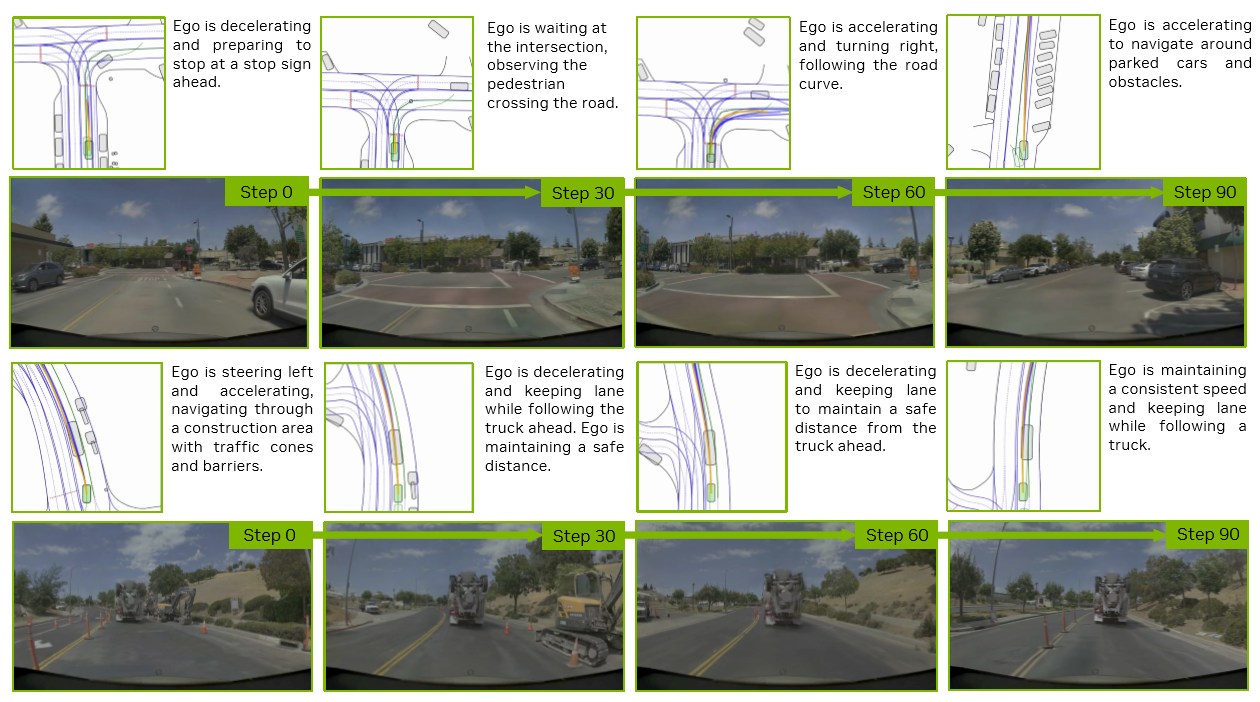 Ego is decelerating
and preparing to
stop at a stop sign
ahead.
Ego is waiting at
the intersection,
observing the
pedestrian
crossing the road.
Ego is accelerating
and turning right,
following the road
curve.
Ego is accelerating
to navigate around
parked cars and
obstacles.
Step 0
Step 30
Step 60
Step 90
Ego is steering left
and accelerating,
navigating through
a construction area
with traffic cones
and barriers.
Ego is decelerating
and keeping lane
while following the
truck ahead. Ego is
maintaining a safe
distance.
Ego is decelerating
and keeping lane
to maintain a safe
distance from the
truck ahead.
Ego is maintaining
a consistent speed
and keeping lane
while following a
truck.
Step 0
Step 30
Step 60
Step 90